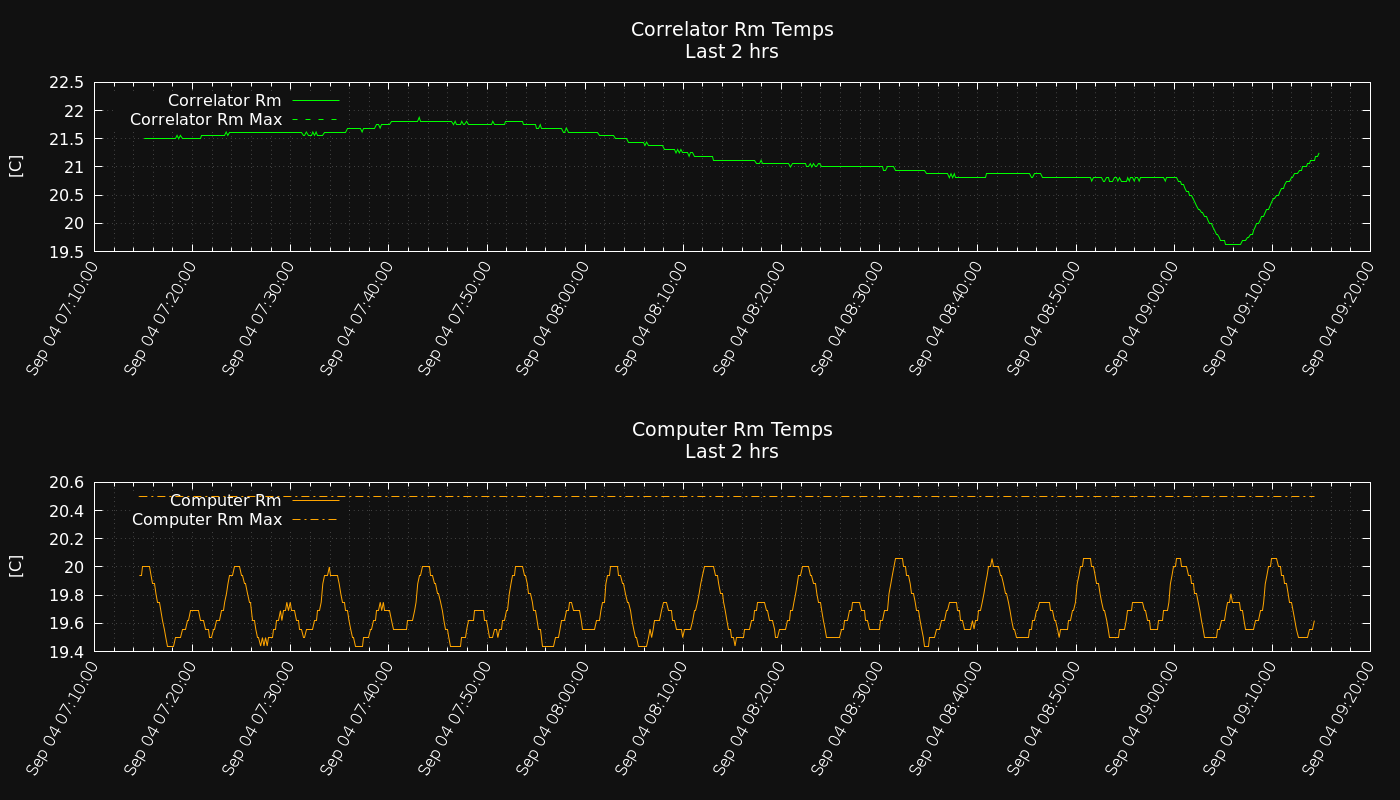 Correlator Rm Temps
Last 2 hrs
22.5
22
21.5
21
20.5
20
19.5
[C]
Correlator Rm
Correlator Rm Max
Sep 04 07:10:00
Sep 04 07:20:00
Sep 04 07:30:00
Sep 04 07:40:00
Sep 04 07:50:00
Sep 04 08:00:00
Sep 04 08:10:00
Sep 04 08:20:00
Sep 04 08:30:00
Sep 04 08:40:00
Sep 04 08:50:00
Sep 04 09:00:00
Sep 04 09:10:00
Sep 04 09:20:00
Computer Rm Temps
Last 2 hrs
20.6
20.4
20.2
20
19.8
19.6
19.4
[C]
Computer Rm
Computer Rm Max
Sep 04 07:10:00
Sep 04 07:20:00
Sep 04 07:30:00
Sep 04 07:40:00
Sep 04 07:50:00
Sep 04 08:00:00
Sep 04 08:10:00
Sep 04 08:20:00
Sep 04 08:30:00
Sep 04 08:40:00
Sep 04 08:50:00
Sep 04 09:00:00
Sep 04 09:10:00
Sep 04 09:20:00